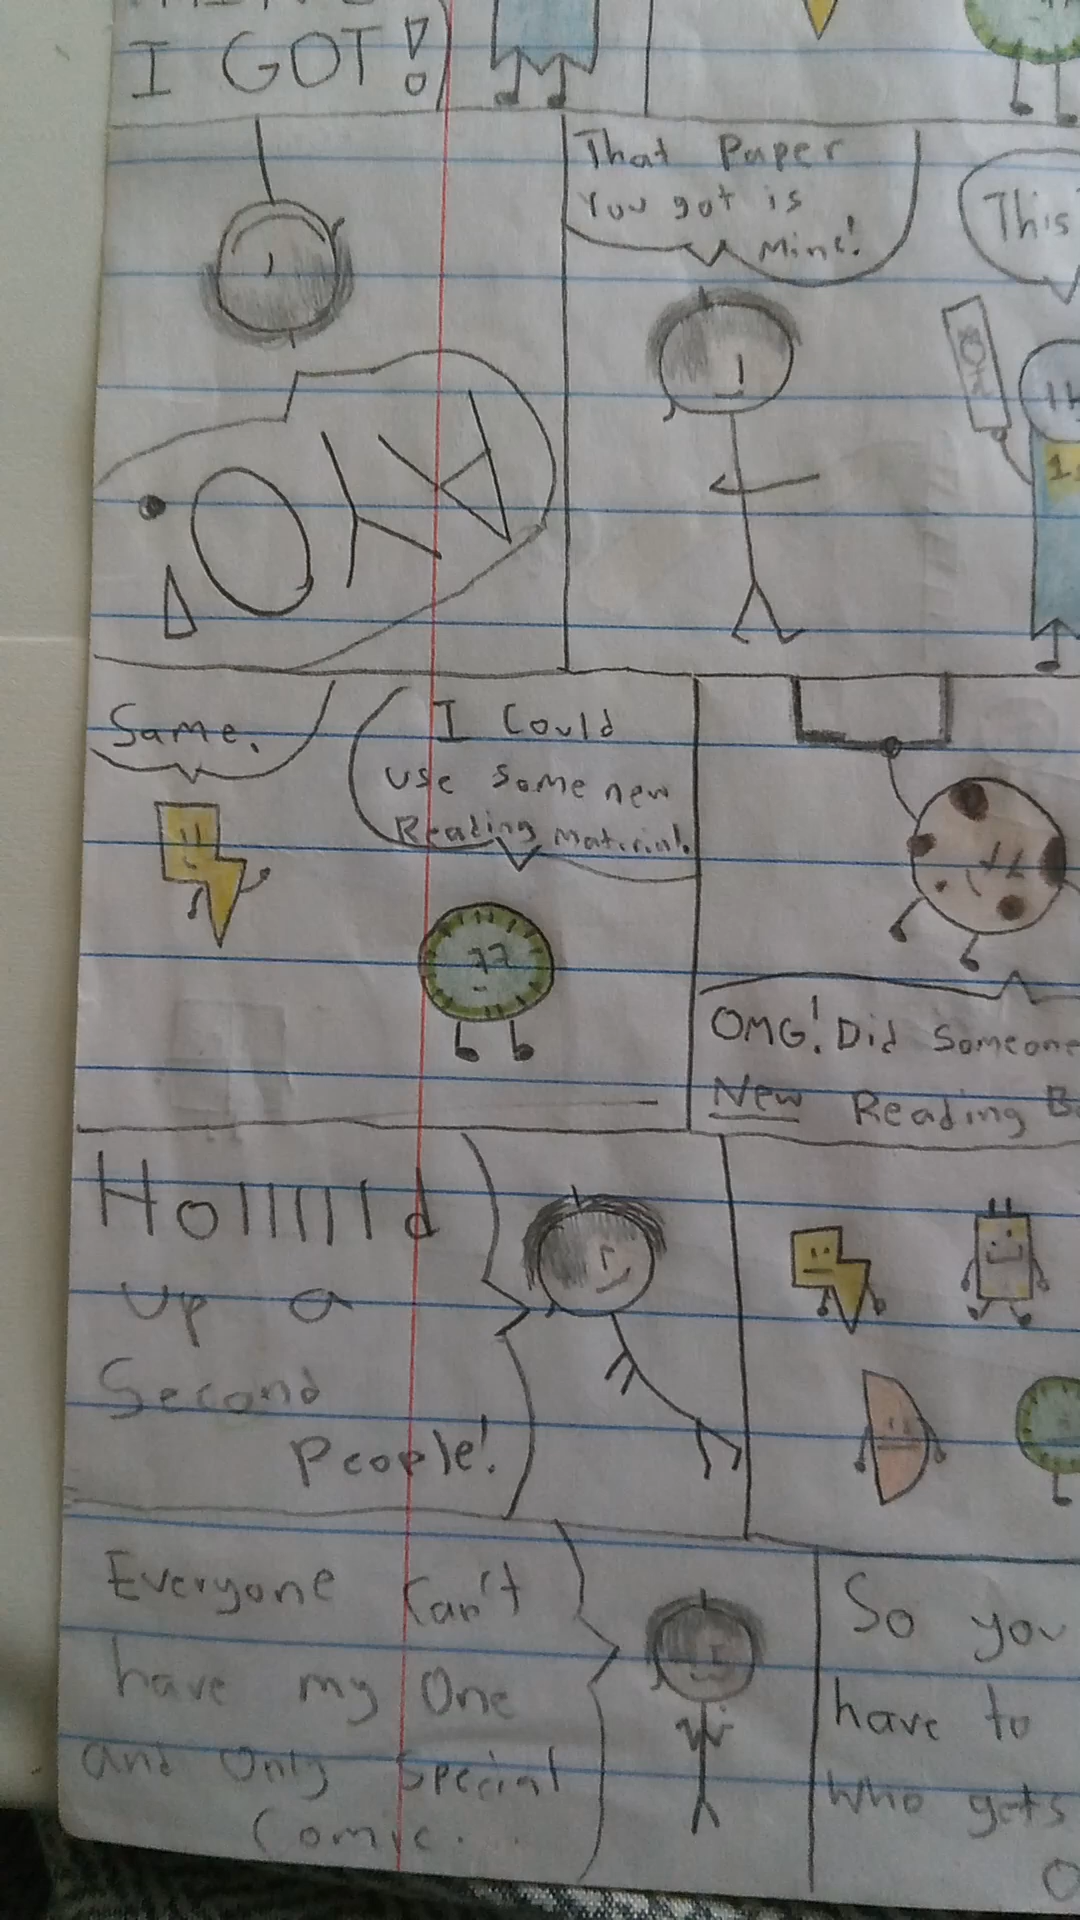 I GOT!
AYO!
That Paper
You got is
Mine!
This
Same.
I Could
use some new
Reading Material!
OMG! Did Someone
New Reading
Hollllld
up a
Second
People!
Everyone Can't
have my One
and Only Special
Comic...
So you
have to
who gets